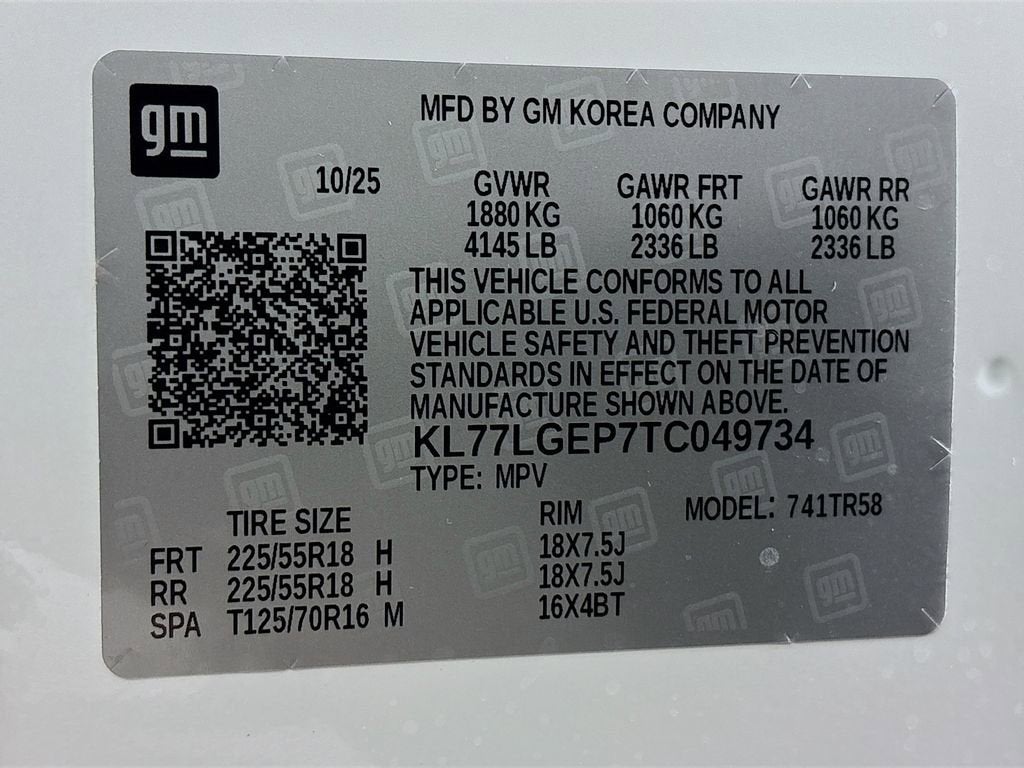 gm
MFD BY GM KOREA COMPANY
10/25 GVWR GAWR FRT GAWR RR
1880 KG 1060 KG 1060 KG
4145 LB 2336 LB 2336 LB
THIS VEHICLE CONFORMS TO ALL
APPLICABLE U.S. FEDERAL MOTOR
VEHICLE SAFETY AND THEFT PREVENTION
STANDARDS IN EFFECT ON THE DATE OF
MANUFACTURE SHOWN ABOVE.
KL77LGEP7TC049734
TYPE: MPV
TIRE SIZE RIM MODEL: 741TR58
FRT 225/55R18 H 18X7.5J
RR 225/55R18 H 18X7.5J
SPA T125/70R16 M 16X4BT